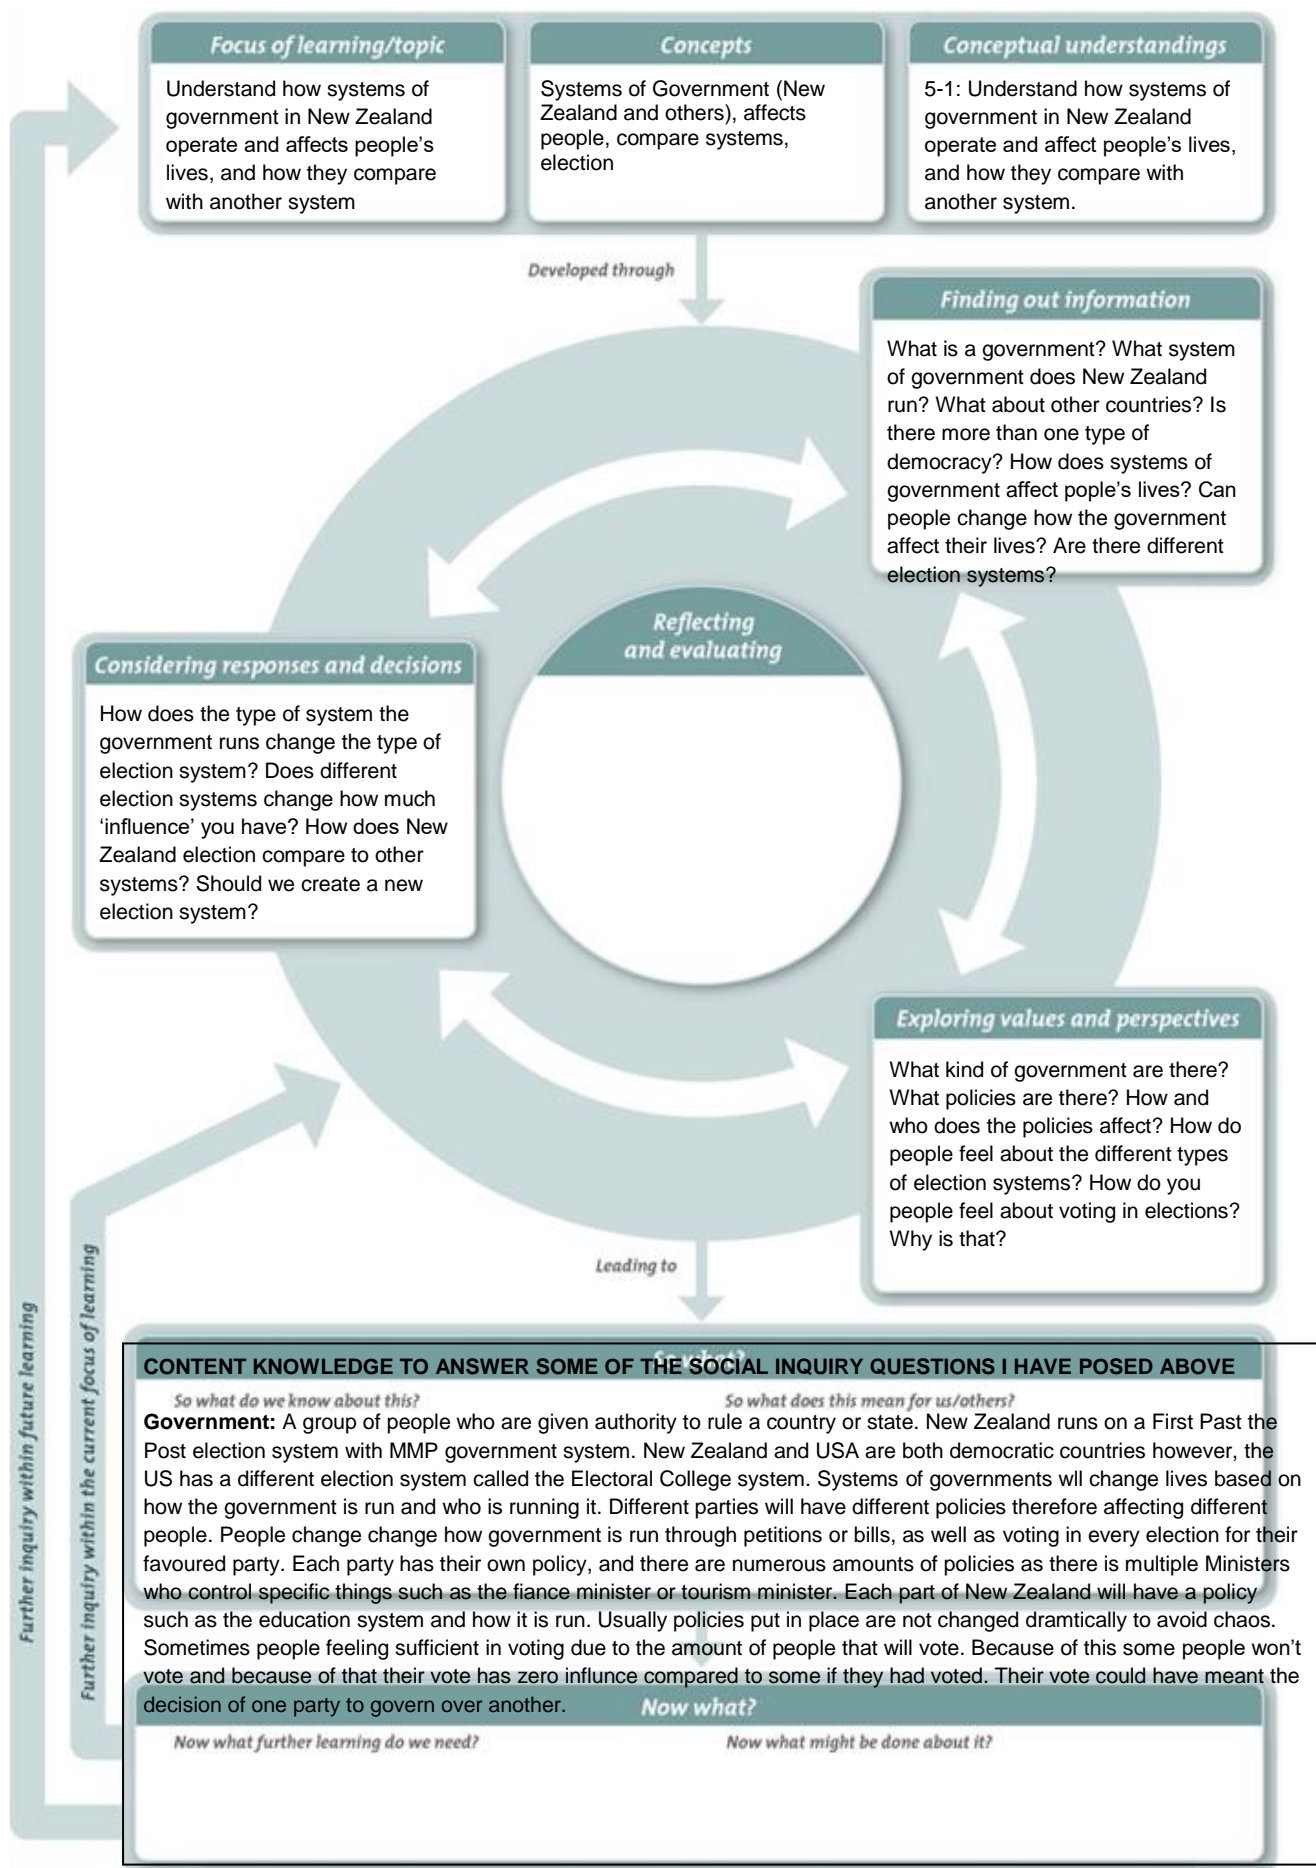 Focus of learning/topic
Understand how systems of
government in New Zealand
operate and affects people's
lives, and how they compare
with another system
Concepts
Systems of Government (New
Zealand and others), affects
people, compare systems,
election
Conceptual understandings
5-1: Understand how systems of
government in New Zealand
operate and affect people's lives,
and how they compare with
another system.
Developed through
Finding out information
What is a government? What system
of government does New Zealand
run? What about other countries? Is
there more than one type of
democracy? How does systems of
government affect pople's lives? Can
people change how the government
affect their lives? Are there different
election systems?
Reflecting
and evaluating
Considering responses and decisions
How does the type of system the
government runs change the type of
election system? Does different
election systems change how much
‘influence’ you have? How does New
Zealand election compare to other
systems? Should we create a new
election system?
Exploring values and perspectives
What kind of government are there?
What policies are there? How and
who does the policies affect? How do
people feel about the different types
of election systems? How do you
people feel about voting in elections?
Why is that?
Leading to
Further inquiry within future learning
Further inquiry within the current focus of learning
So what?
CONTENT KNOWLEDGE TO ANSWER SOME OF THE SOCIAL INQUIRY QUESTIONS I HAVE POSED ABOVE
So what do we know about this?
So what does this mean for us/others?
Government: A group of people who are given authority to rule a country or state. New Zealand runs on a First Past the
Post election system with MMP government system. New Zealand and USA are both democratic countries however, the
US has a different election system called the Electoral College system. Systems of governments wll change lives based on
how the government is run and who is running it. Different parties will have different policies therefore affecting different
people. People change change how government is run through petitions or bills, as well as voting in every election for their
favoured party. Each party has their own policy, and there are numerous amounts of policies as there is multiple Ministers
who control specific things such as the fiance minister or tourism minister. Each part of New Zealand will have a policy
such as the education system and how it is run. Usually policies put in place are not changed dramtically to avoid chaos.
Sometimes people feeling sufficient in voting due to the amount of people that will vote. Because of this some people won't
vote and because of that their vote has zero influnce compared to some if they had voted. Their vote could have meant the
decision of one party to govern over another.
Now what?
Now what further learning do we need?
Now what might be done about it?